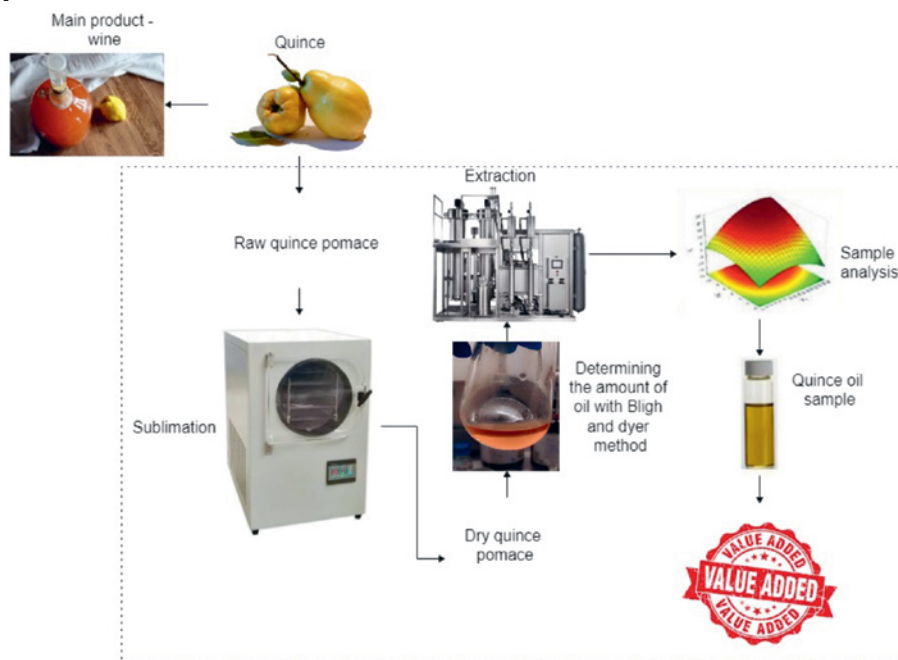 Main product -
wine
Quince
Extraction
Raw quince pomace
Sample
analysis
Sublimation
Determining
the amount of
oil with Bligh
and dyer
method
Quince oil
sample
Dry quince
pomace
VALUE ADDED
VALUE ADDED
VALUE ADDED